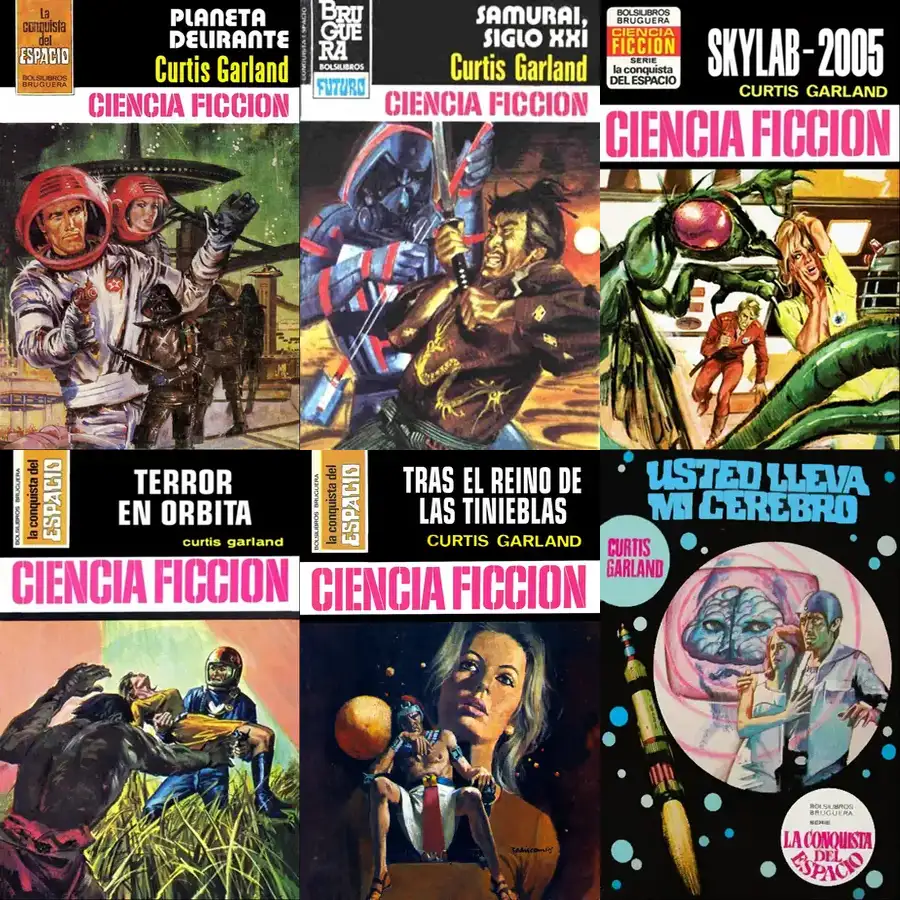 La
conquista
del
ESPACIO
BOLSILIBROS
BRUGUERA
PLANETA
DELIRANTE
Curtis Garland
CIENCIA FICCION
BRU
GUE
RA
BOLSILIBROS
FUTURO
CONQUISTA ESPACIO
SAMURAI,
SIGLO XXI
Curtis Garland
CIENCIA FICCION
BOLSILIBROS
BRUGUERA
CIENCIA
FICCION
SERIE
la conquista
del ESPACIO
SKYLAB-2005
CURTIS GARLAND
CIENCIA FICCION
BOLSILIBROS BRUGUERA
la conquista del
ESPACIO
TERROR
EN ORBITA
curtis garland
CIENCIA FICCION
BOLSILIBROS BRUGUERA
la conquista del
ESPACIO
TRAS EL REINO DE
LAS TINIEBLAS
CURTIS GARLAND
CIENCIA FICCION
USTED LLEVA
MI CEREBRO
CURTIS
GARLAND
BOLSILIBROS
BRUGUERA
SERIE
LA CONQUISTA
DEL
ESPACIO